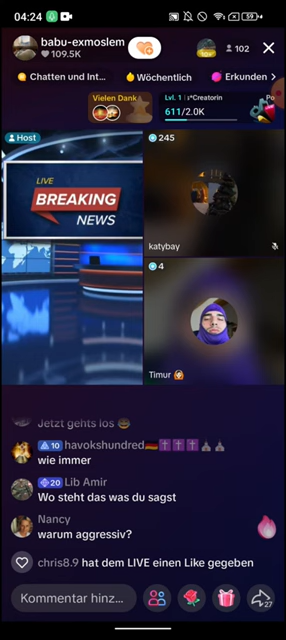 04:24
59
babu-exmoslem
109.5K
102
Chatten und Int...
Wöchentlich
Erkunden
Vielen Dank
Lvl. 1 | *Creatorin
611/2.0K
Po
Host
245
LIVE
BREAKING
NEWS
katybay
4
Timur
Jetzt gehts los
10 havokshundred
wie immer
20 Lib Amir
Wo steht das was du sagst
Nancy
warum aggressiv?
chris8.9 hat dem LIVE einen Like gegeben
Kommentar hinz...
27